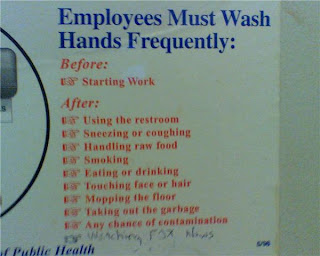 Employees Must Wash
Hands Frequently:
Before:
Starting Work
After:
Using the restroom
Sneezing or coughing
Handling raw food
Smoking
Eating or drinking
Touching face or hair
Mopping the floor
Taking out the garbage
Any chance of contamination
Watching FOX News
5/98
of Public Health